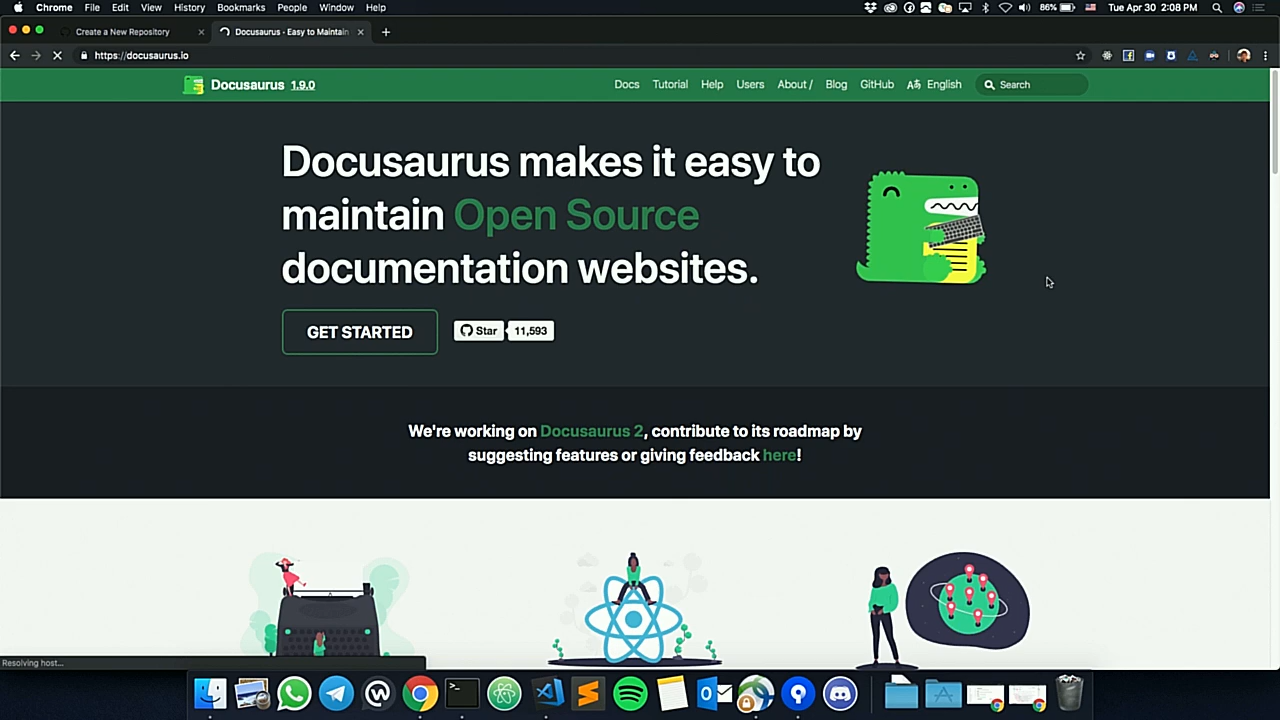 Chrome File Edit View History Bookmarks People Window Help
86% Tue Apr 30 2:08 PM
Create a New Repository
Docusaurus · Easy to Maintain
https://docusaurus.io
Docusaurus 1.9.0
Docs Tutorial Help Users About / Blog GitHub English Search
Docusaurus makes it easy to
maintain Open Source
documentation websites.
GET STARTED
Star 11,593
We're working on Docusaurus 2, contribute to its roadmap by
suggesting features or giving feedback here!
Resolving host...